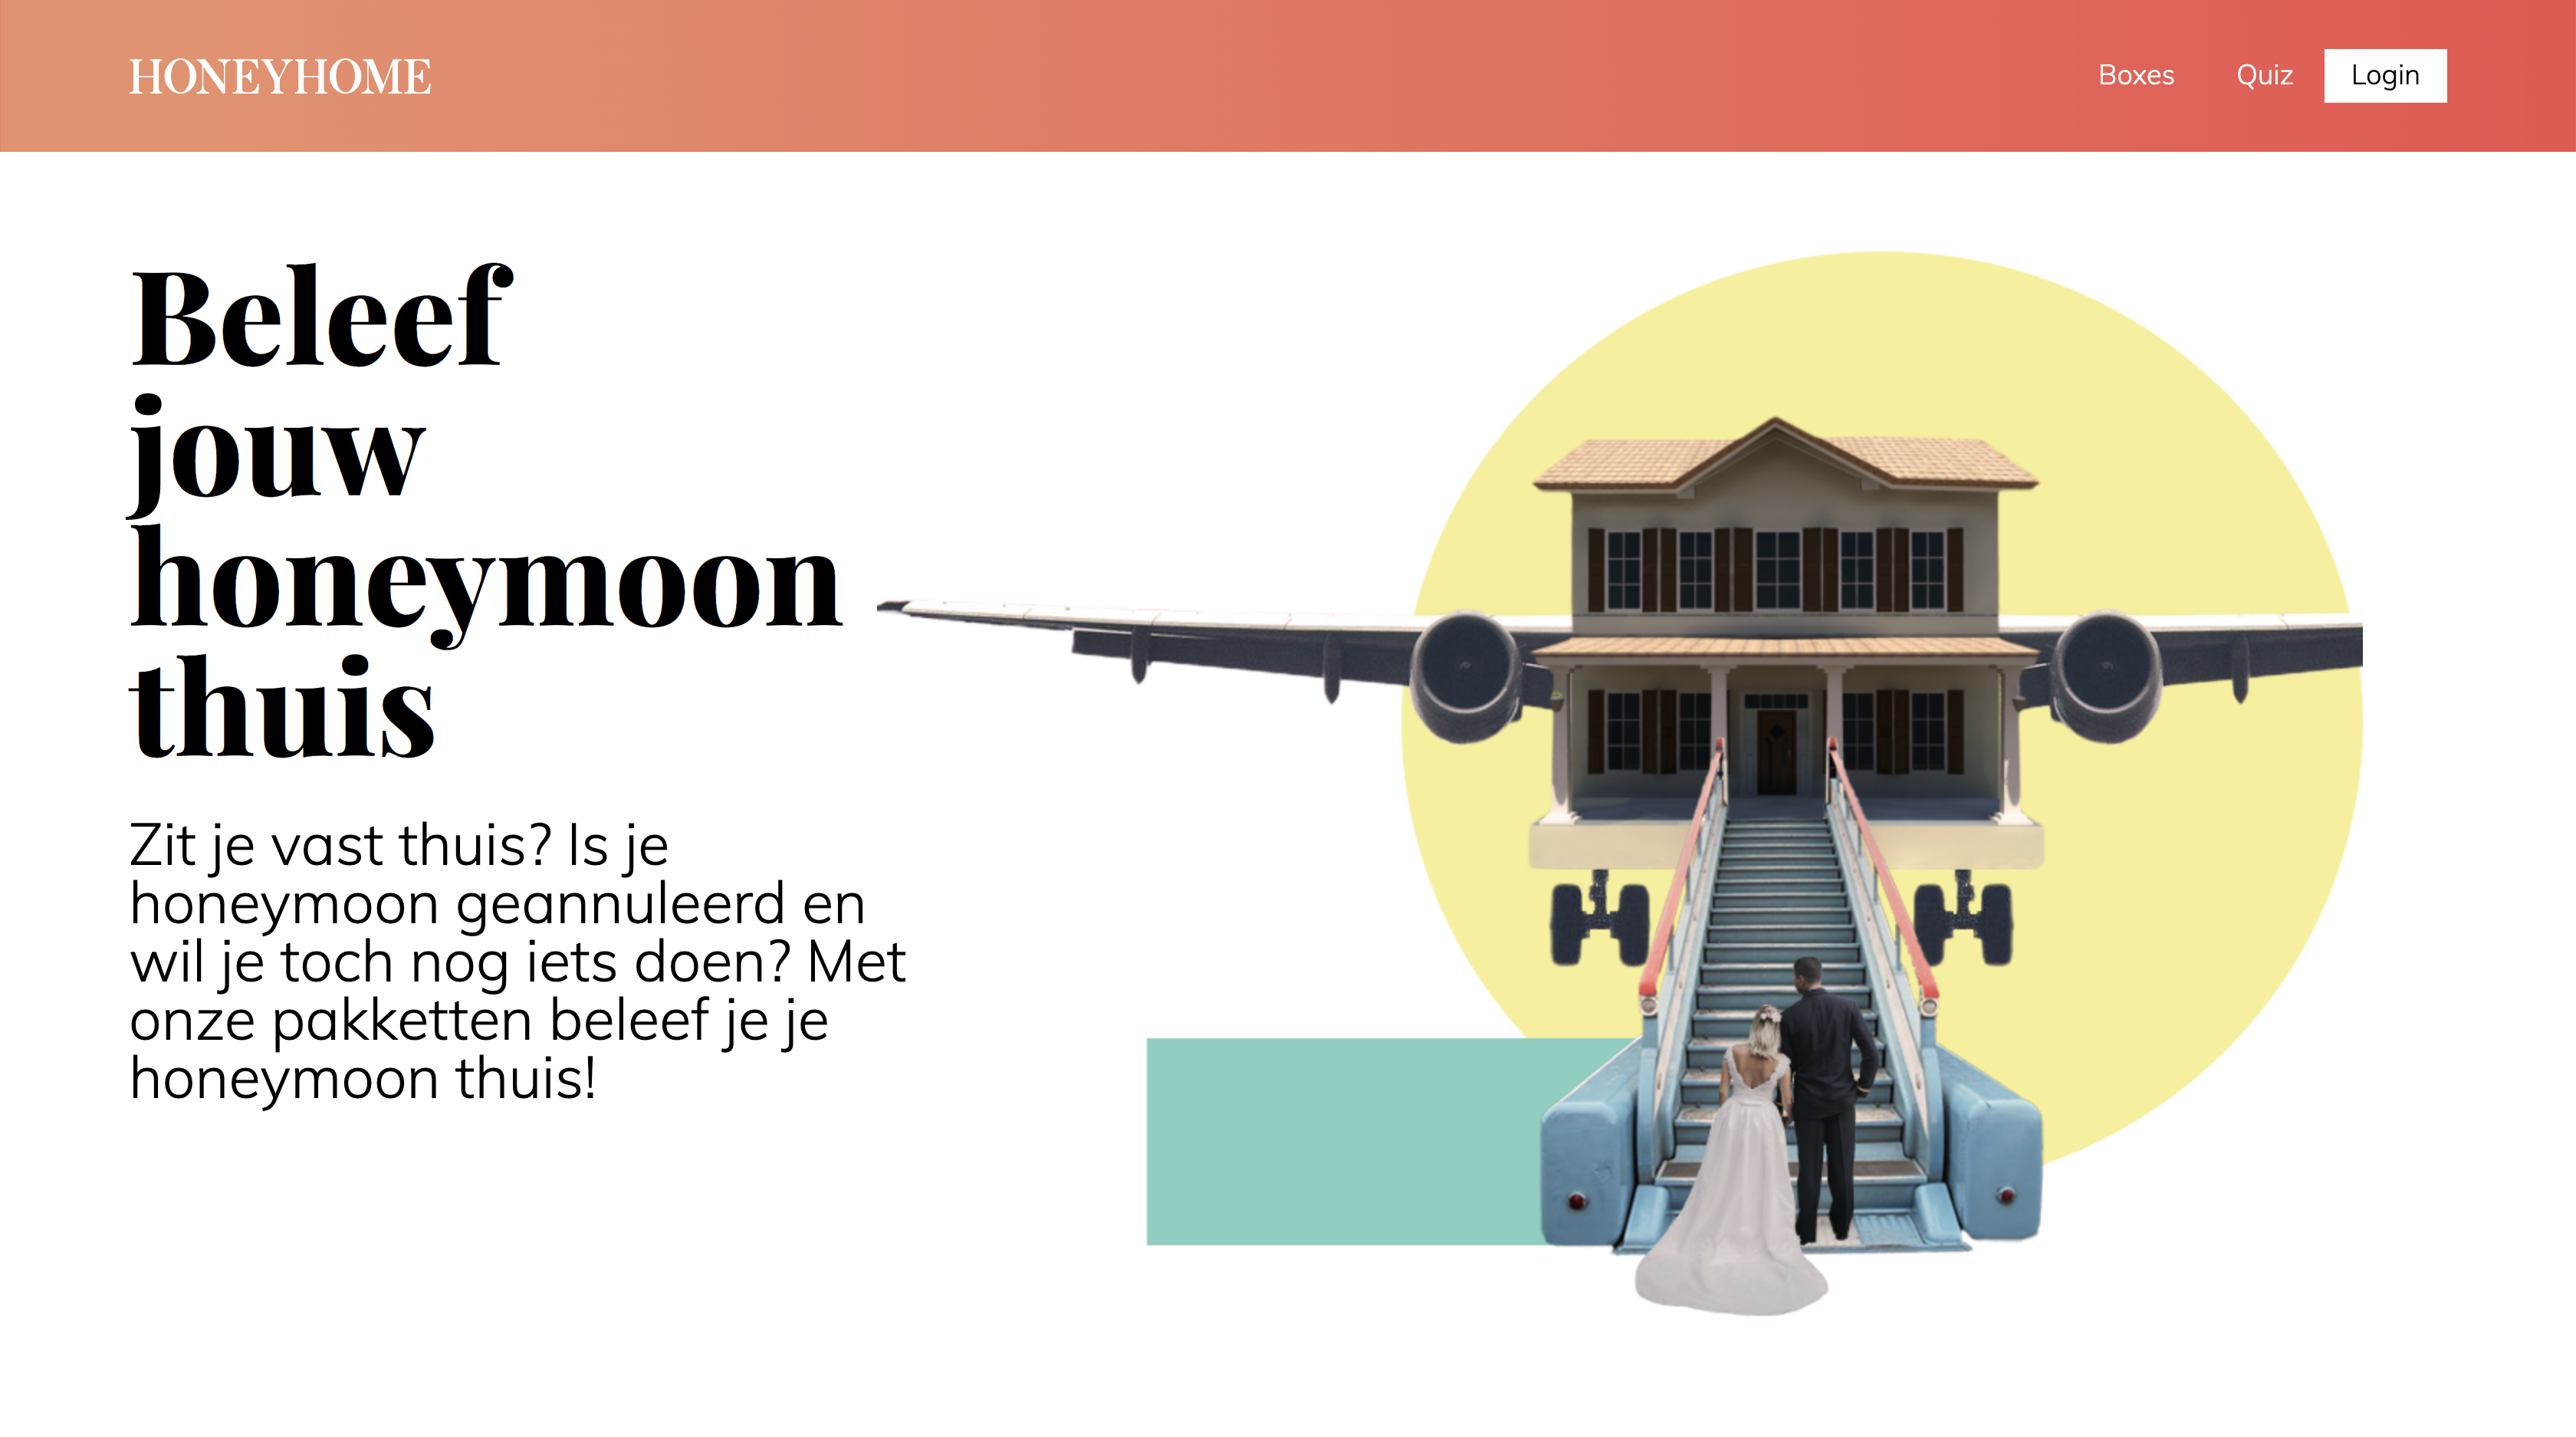 HONEYHOME
Boxes Quiz Login
Beleef
jouw
honeymoon
thuis
Zit je vast thuis? Is je
honeymoon geannuleerd en
wil je toch nog iets doen? Met
onze pakketten beleef je je
honeymoon thuis!